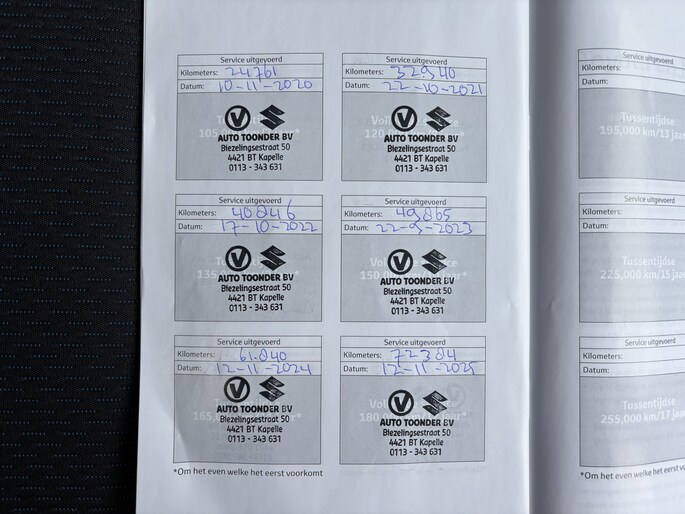 Service uitgevoerd
Kilometers: 24761
Datum: 10-11-2020
AUTO TOONDER BV
Biezelingsestraat 50
4421 BT Kapelle
0113 - 343 631
Service uitgevoerd
Kilometers: 32940
Datum: 22-10-2021
AUTO TOONDER BV
Biezelingsestraat 50
4421 BT Kapelle
0113 - 343 631
Service uitgevoerd
Kilometers: 40846
Datum: 17-10-2022
AUTO TOONDER BV
Biezelingsestraat 50
4421 BT Kapelle
0113 - 343 631
Service uitgevoerd
Kilometers: 49865
Datum: 22-9-2023
AUTO TOONDER BV
Biezelingsestraat 50
4421 BT Kapelle
0113 - 343 631
Service uitgevoerd
Kilometers: 61.840
Datum: 12-11-2024
AUTO TOONDER BV
Biezelingsestraat 50
4421 BT Kapelle
0113 - 343 631
Service uitgevoerd
Kilometers: 72384
Datum: 12-11-2025
AUTO TOONDER BV
Biezelingsestraat 50
4421 BT Kapelle
0113 - 343 631
*Om het even welke het eerst voorkomt
Service uitgevoerd
Kilometers:
Datum:
Tussentijdse
195,000 km/13 jaar
Service uitgevoerd
Kilometers:
Datum:
Tussentijdse
225,000 km/15 jaar
Service uitgevoerd
Kilometers:
Datum:
Tussentijdse
255,000 km/17 jaar
*Om het even welke het eerst